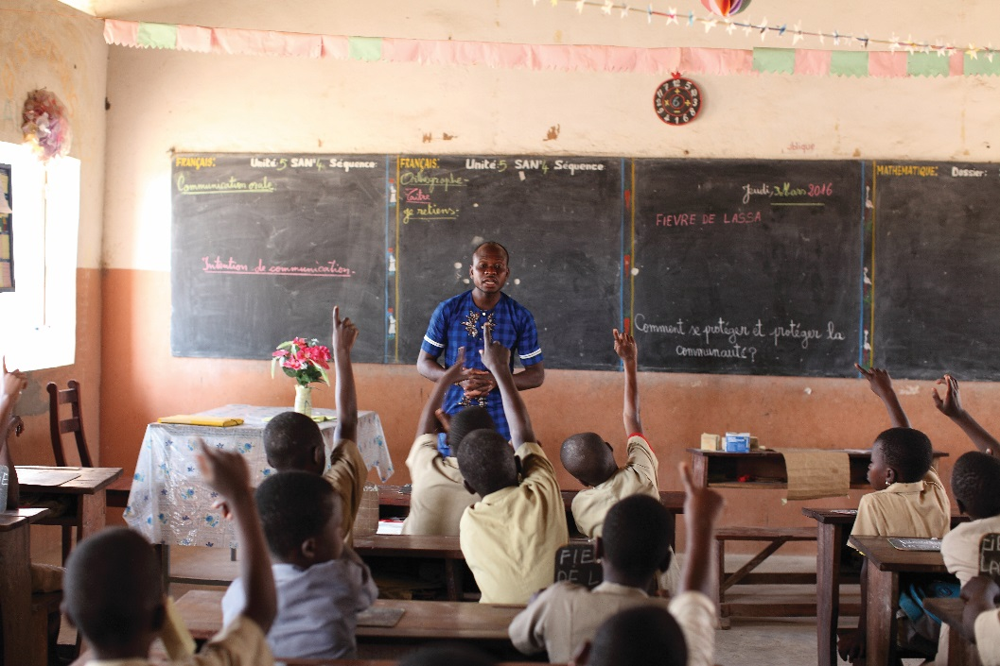 FRANÇAIS: Unité 5 SAN°4 Séquence
Communication orale
Intention de communication.
FRANÇAIS: Unité 5 SAN°4 Séquence
Orthographe
Titre
je retiens:
Jeudi, 3 Mars 2016
FIEVRE DE LASSA
Comment se protéger et protéger la
communauté?
MATHEMATIQUE: Dossier:
FIE
DE L